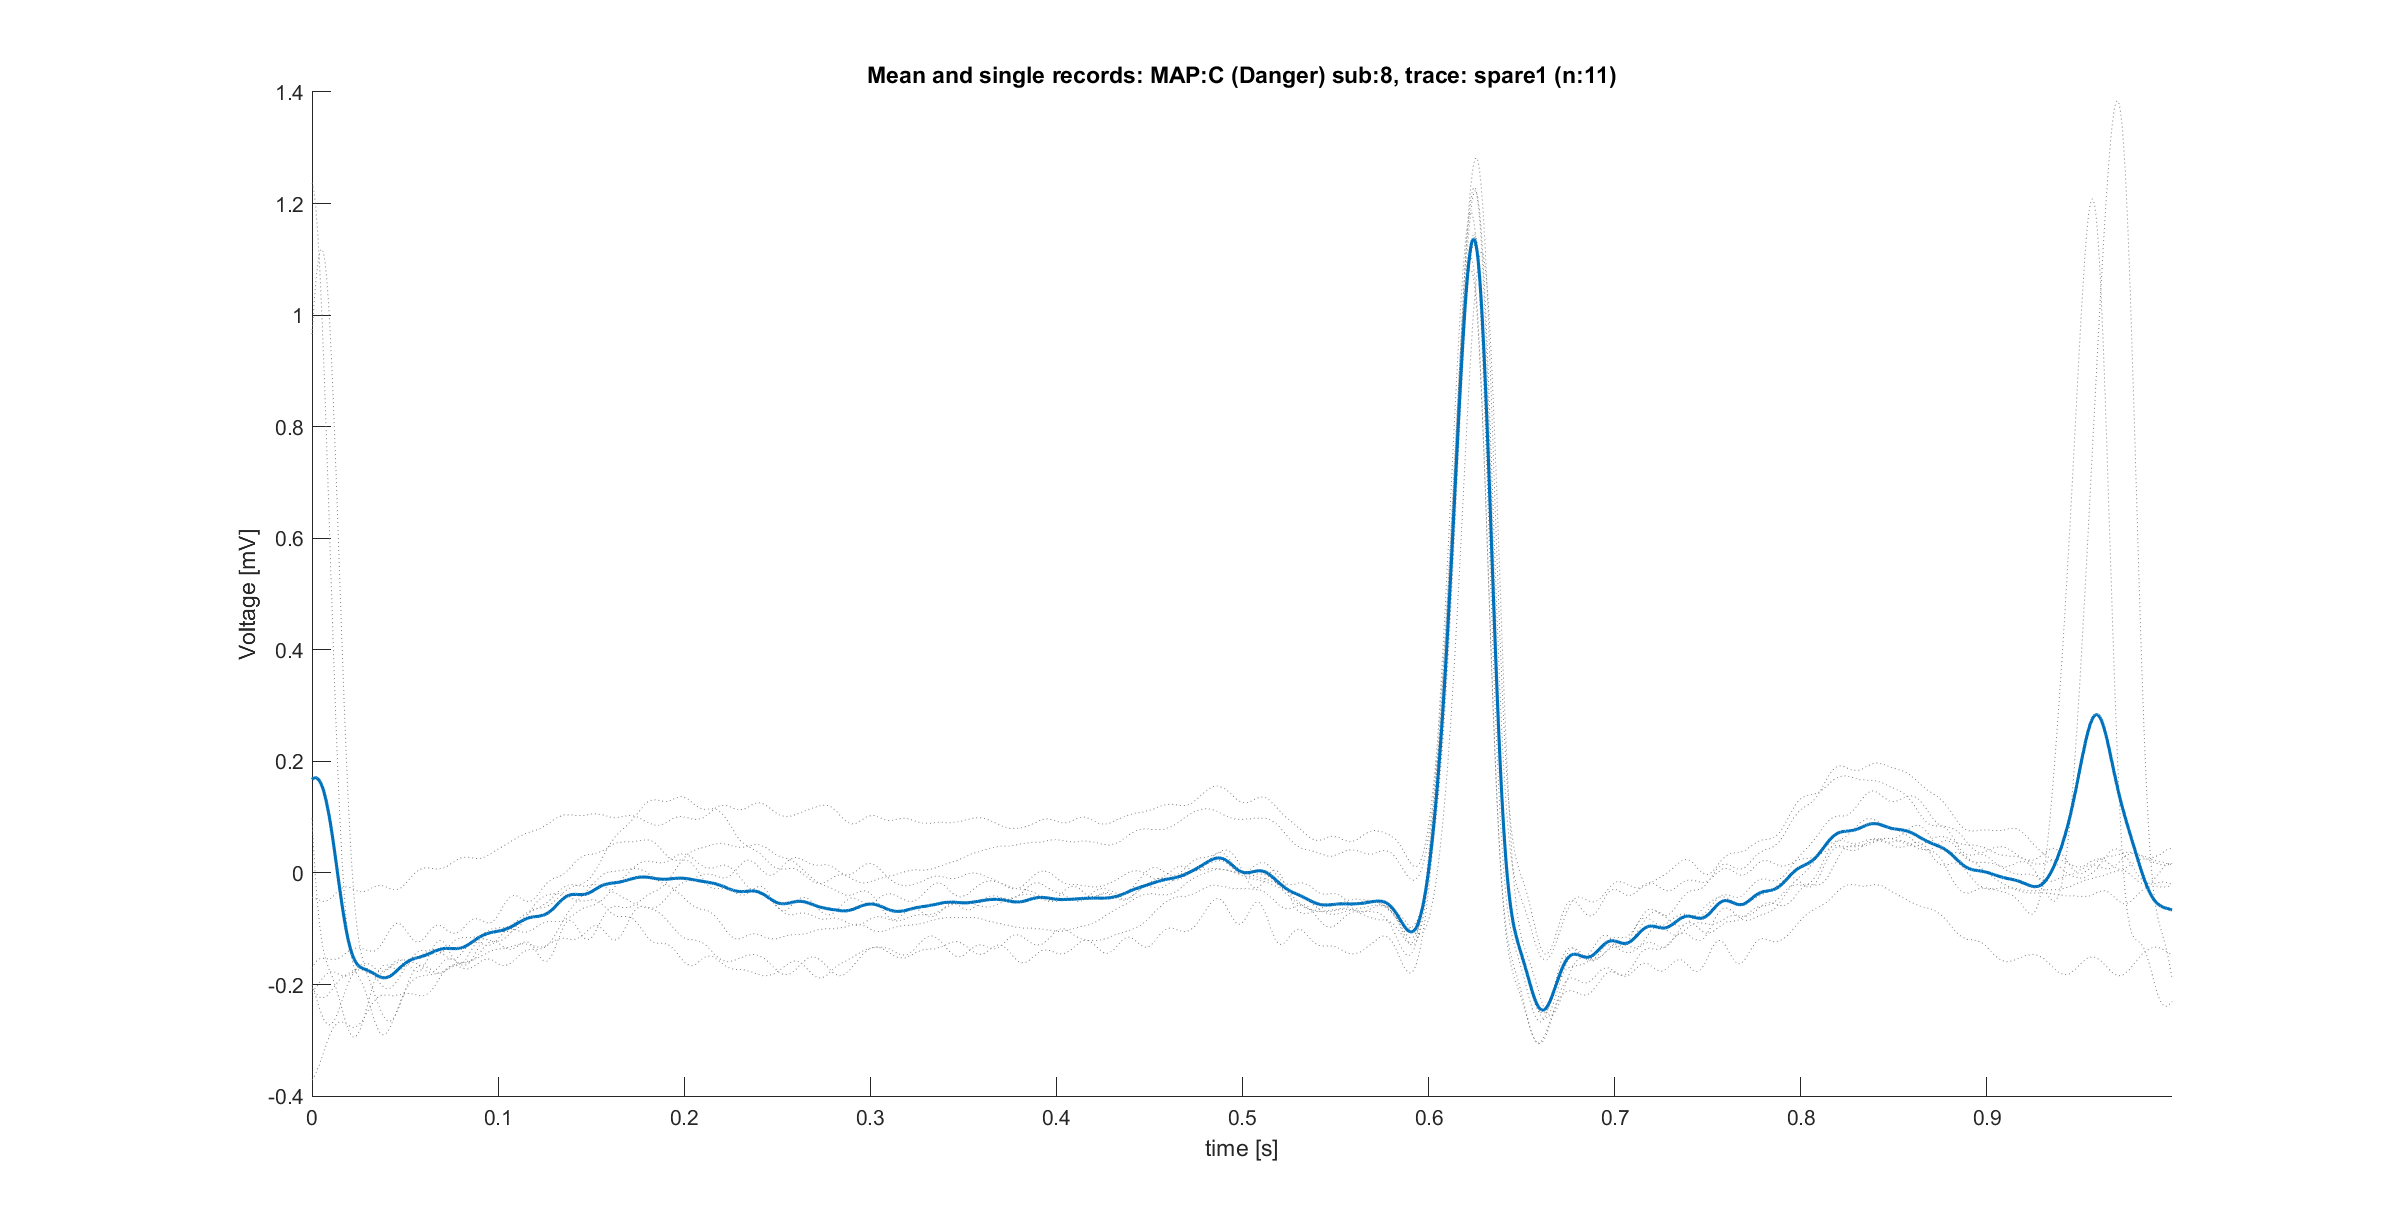 Mean and single records: MAP:C (Danger) sub:8, trace: spare1 (n:11)
1.4
1.2
1
0.8
0.6
0.4
0.2
0
-0.2
-0.4
Voltage [mV]
0 0.1 0.2 0.3 0.4 0.5 0.6 0.7 0.8 0.9
time [s]